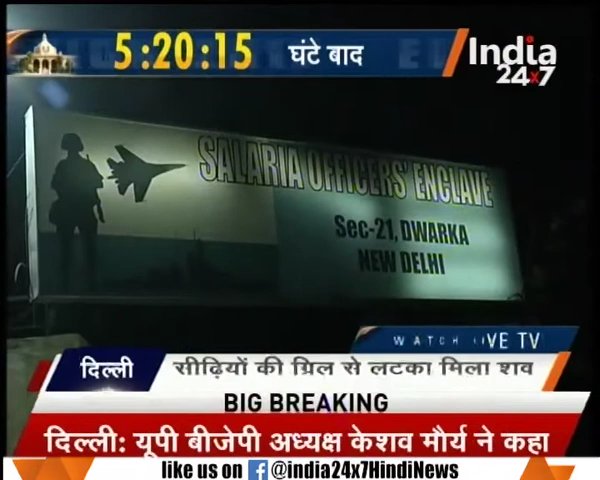 5:20:15 घंटे बाद
India
24x7
SALARIA OFFICERS' ENCLAVE
Sec-21, DWARKA
NEW DELHI
WATCH LIVE TV
दिल्ली
सीढ़ियों की ग्रिल से लटका मिला शव
BIG BREAKING
दिल्ली: यूपी बीजेपी अध्यक्ष केशव मौर्य ने कहा
like us on f @india24x7HindiNews